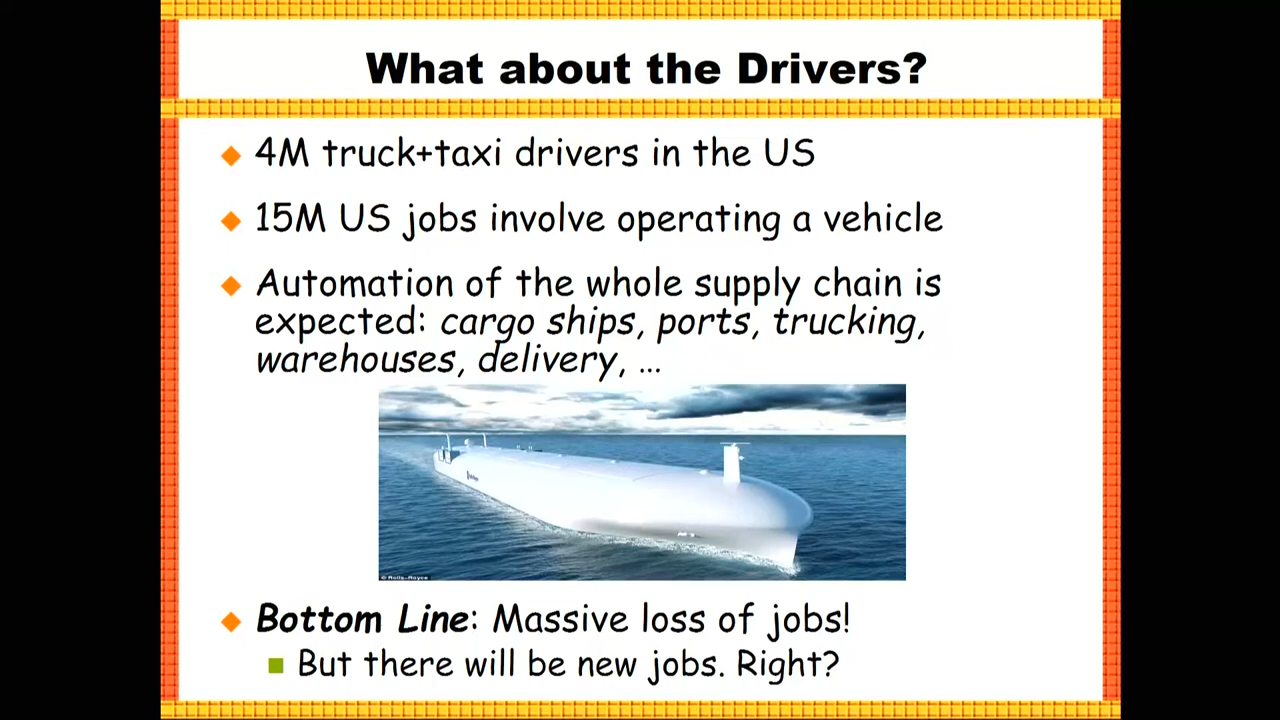 What about the Drivers?
4M truck+taxi drivers in the US
15M US jobs involve operating a vehicle
Automation of the whole supply chain is
expected: cargo ships, ports, trucking,
warehouses, delivery, …
© Rolls-Royce
Bottom Line: Massive loss of jobs!
But there will be new jobs. Right?